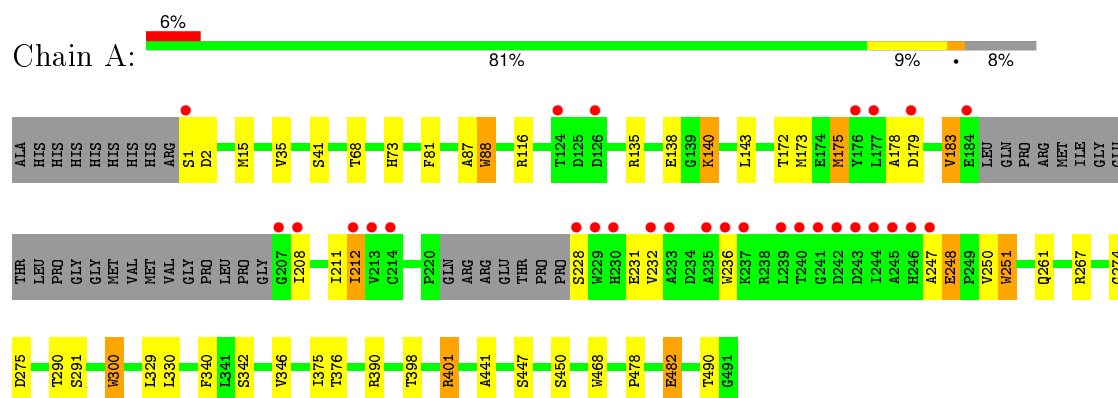 6%
Chain A:
81% 9% • 8%
ALA HIS HIS HIS HIS HIS HIS HIS ARG S1 D2 M15 V35 S41 T68 H73 F81 A87 W88 R116 T124 D125 D126 R135 E138 G139 K140 L143 T172 M173 E174 M175 Y176 L177 A178 D179 V183 E184 LEU GLN PRO ARG MET ILE GLY GLU
THR LEU PRO GLY GLY MET VAL MET VAL GLY PRO LEU PRO GLY G207 I208 I211 I212 V213 C214 P220 GLN ARG ARG GLU THR PRO PRO S228 W229 H230 E231 V232 A233 D234 A235 W236 K237 R238 L239 T240 G241 D242 D243 I244 A245 H246 A247 E248 P249 V250 W251 Q261 R267
D275 T290 S291 W300 L329 L330 F340 L341 S342 V346 I375 T376 R390 T398 R401 A441 S447 S450 W468 P478 E482 T490 G491